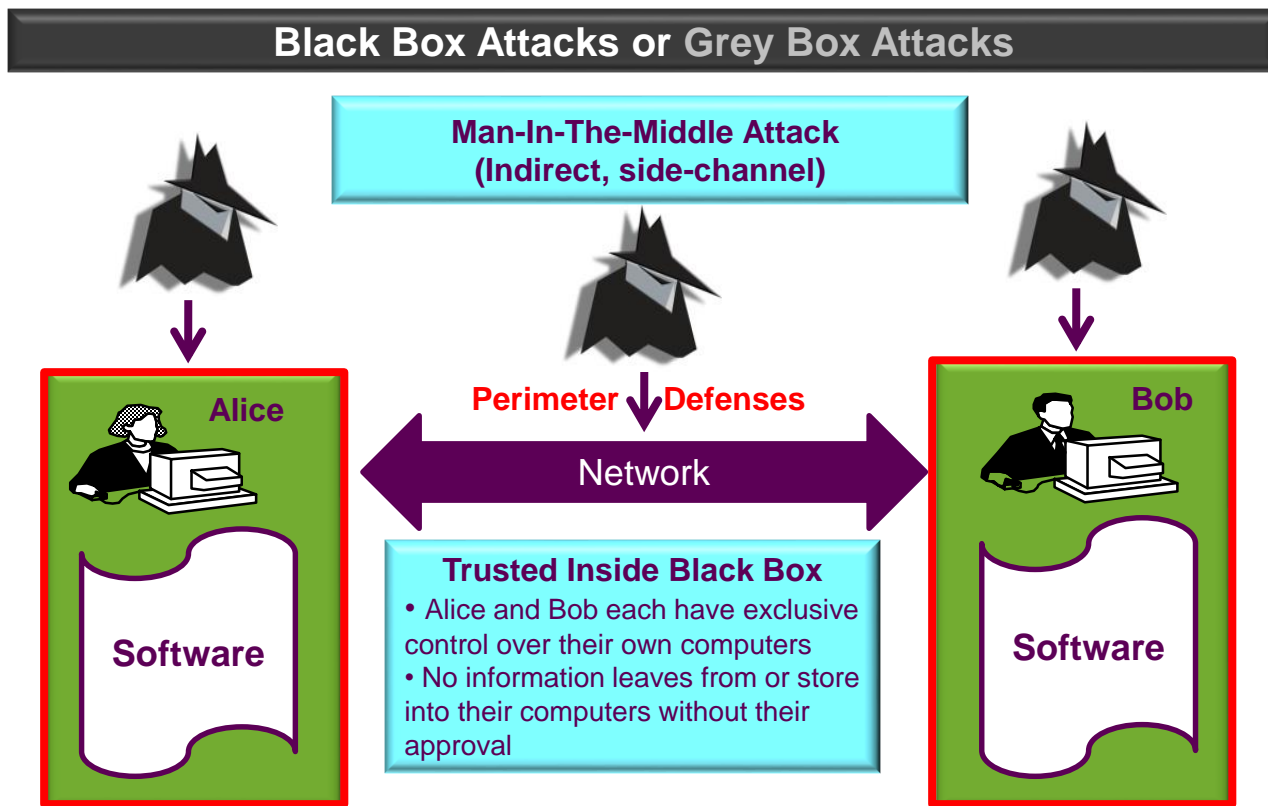 Black Box Attacks or Grey Box Attacks
Man-In-The-Middle Attack
(Indirect, side-channel)
Alice
Perimeter Defenses
Bob
Network
Software
Trusted Inside Black Box
• Alice and Bob each have exclusive
control over their own computers
• No information leaves from or store
into their computers without their
approval
Software